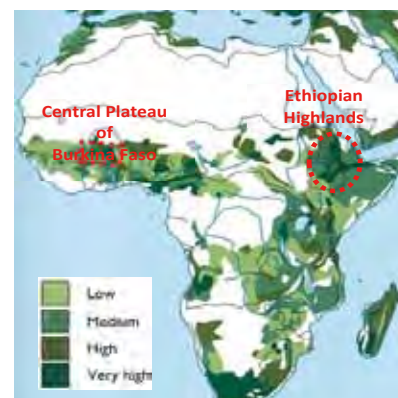 Central Plateau
of
Burkina Faso
Ethiopian
Highlands
Low
Medium
High
Very high